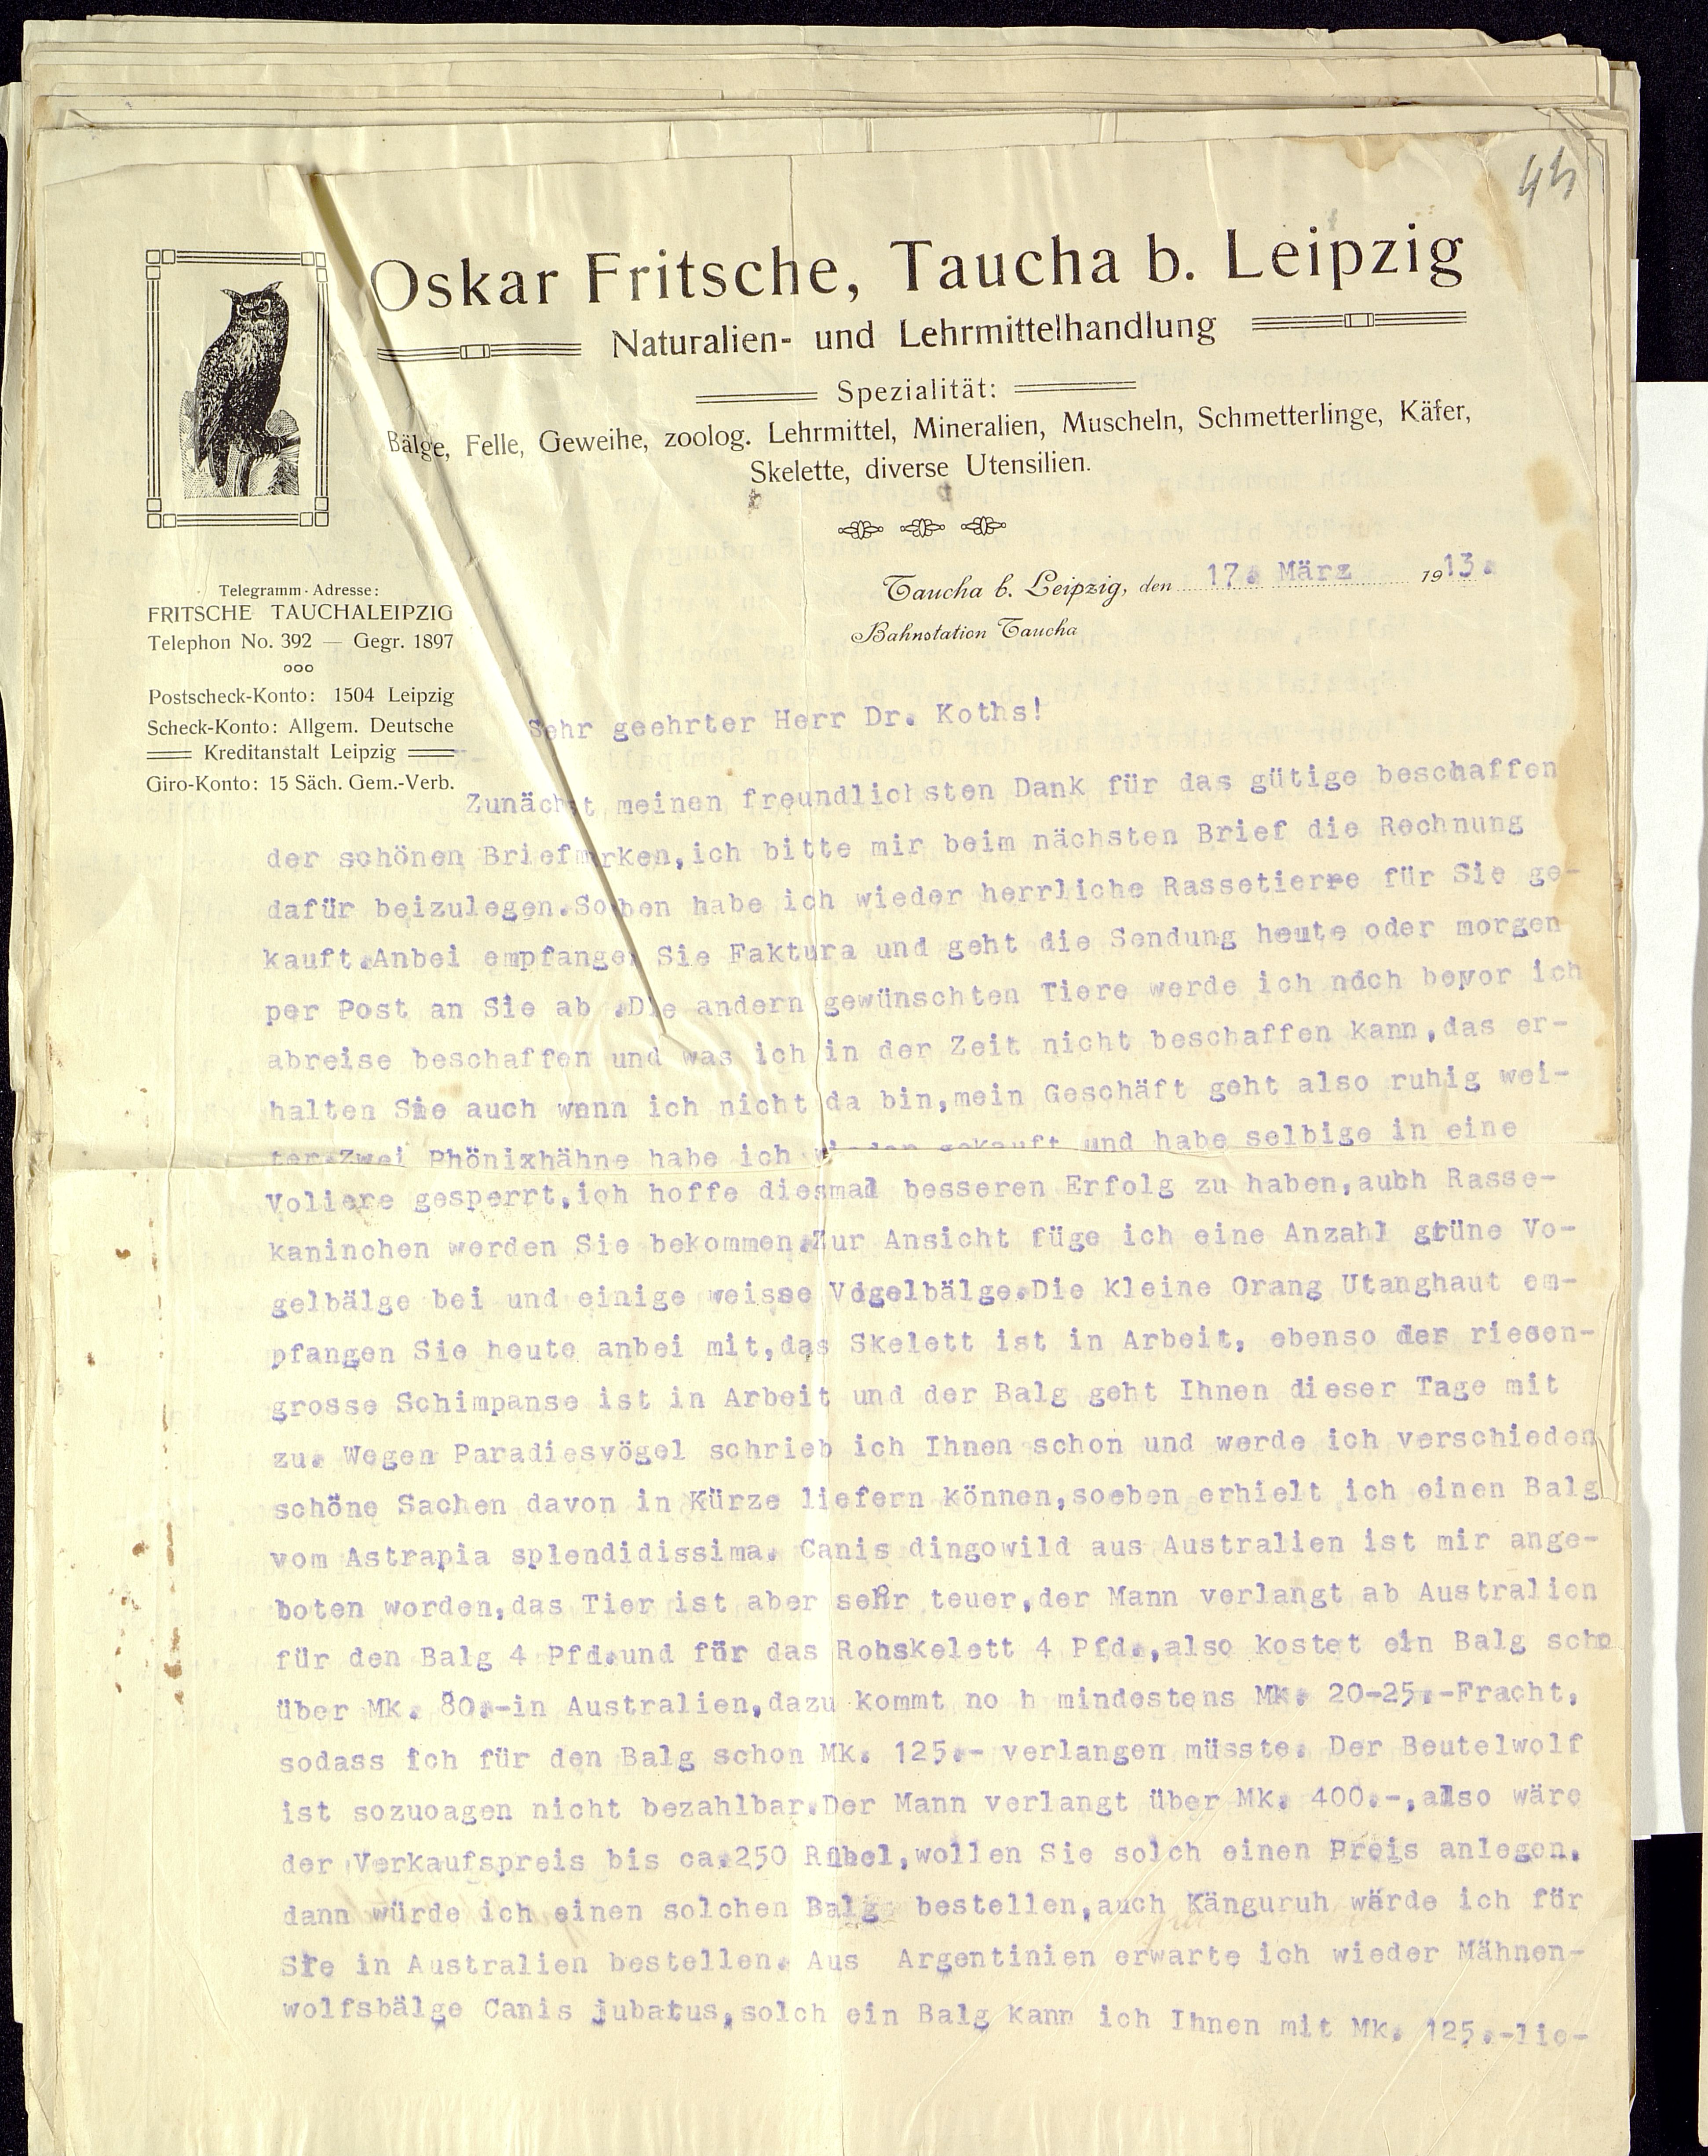 44
Oskar Fritsche, Taucha b. Leipzig
Naturalien- und Lehrmittelhandlung
Spezialität:
Bälge, Felle, Geweihe, zoolog. Lehrmittel, Mineralien, Muscheln, Schmetterlinge, Käfer,
Skelette, diverse Utensilien.
Telegramm-Adresse:
FRITSCHE TAUCHALEIPZIG
Telephon No. 392 — Gegr. 1897
Postscheck-Konto: 1504 Leipzig
Scheck-Konto: Allgem. Deutsche
Kreditanstalt Leipzig
Giro-Konto: 15 Säch. Gem.-Verb.
Taucha b. Leipzig, den 17. März 1913.
Bahnstation Taucha
Sehr geehrter Herr Dr. Koths!
Zunächst meinen freundlichsten Dank für das gütige beschaffen
der schönen Briefmarken,ich bitte mir beim nächsten Brief die Rechnung
dafür beizulegen.Soeben habe ich wieder herrliche Rassetierre für Sie ge-
kauft.Anbei empfangen Sie Faktura und geht die Sendung heute oder morgen
per Post an Sie ab .Die andern gewünschten Tiere werde ich noch bevor ich
abreise beschaffen und was ich in der Zeit nicht beschaffen kann,das er-
halten Sie auch wenn ich nicht da bin,mein Geschäft geht also ruhig wei-
ter.Zwei Phönixhähne habe ich wieder gekauft und habe selbige in eine
Voliere gesperrt,ich hoffe diesmal besseren Erfolg zu haben,auch Rasse-
kaninchen werden Sie bekommen.Zur Ansicht füge ich eine Anzahl grüne Vo-
gelbälge bei und einige weisse Vogelbälge.Die kleine Orang Utanghaut em-
pfangen Sie heute anbei mit,das Skelett ist in Arbeit, ebenso der riesen-
grosse Schimpanse ist in Arbeit und der Balg geht Ihnen dieser Tage mit
zu. Wegen Paradiesvögel schrieb ich Ihnen schon und werde ich verschieden
schöne Sachen davon in Kürze liefern können,soeben erhielt ich einen Balg
vom Astrapia splendidissima. Canis dingowild aus Australien ist mir ange-
boten worden,das Tier ist aber sehr teuer,der Mann verlangt ab Australien
für den Balg 4 Pfd.und für das Rohskelett 4 Pfd.,also kostet ein Balg scho
über Mk. 80.-in Australien,dazu kommt no h mindestens Mk. 20-25.-Fracht,
sodass ich für den Balg schon Mk. 125.- verlangen müsste. Der Beutelwolf
ist sozuoagen nicht bezahlbar.Der Mann verlangt über Mk. 400.-,also wäre
der Verkaufspreis bis ca.250 Rubel,wollen Sie solch einen Preis anlegen,
dann würde ich einen solchen Balg bestellen,auch Känguruh würde ich för
Sie in Australien bestellen. Aus Argentinien erwarte ich wieder Mähnen-
wolfsbälge Canis jubatus,solch ein Balg kann ich Ihnen mit Mk. 125.-lie-